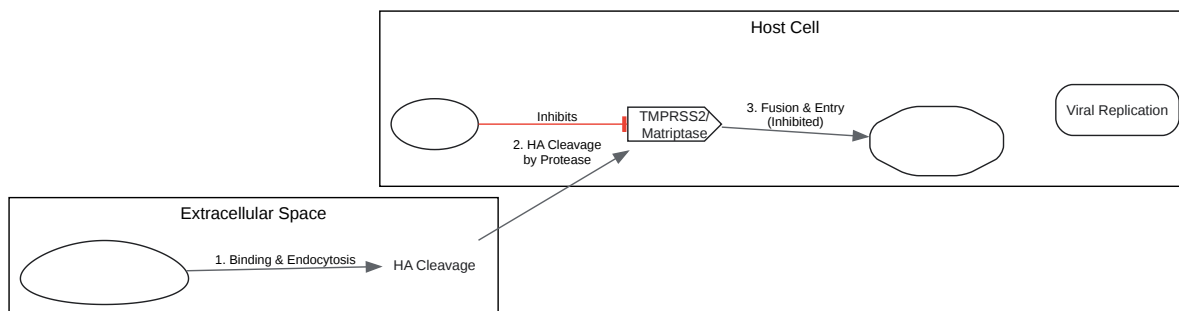 Host Cell
Inhibits
TMPRSS2/
Matriptase
3. Fusion & Entry
(Inhibited)
Viral Replication
2. HA Cleavage
by Protease
Extracellular Space
1. Binding & Endocytosis
HA Cleavage